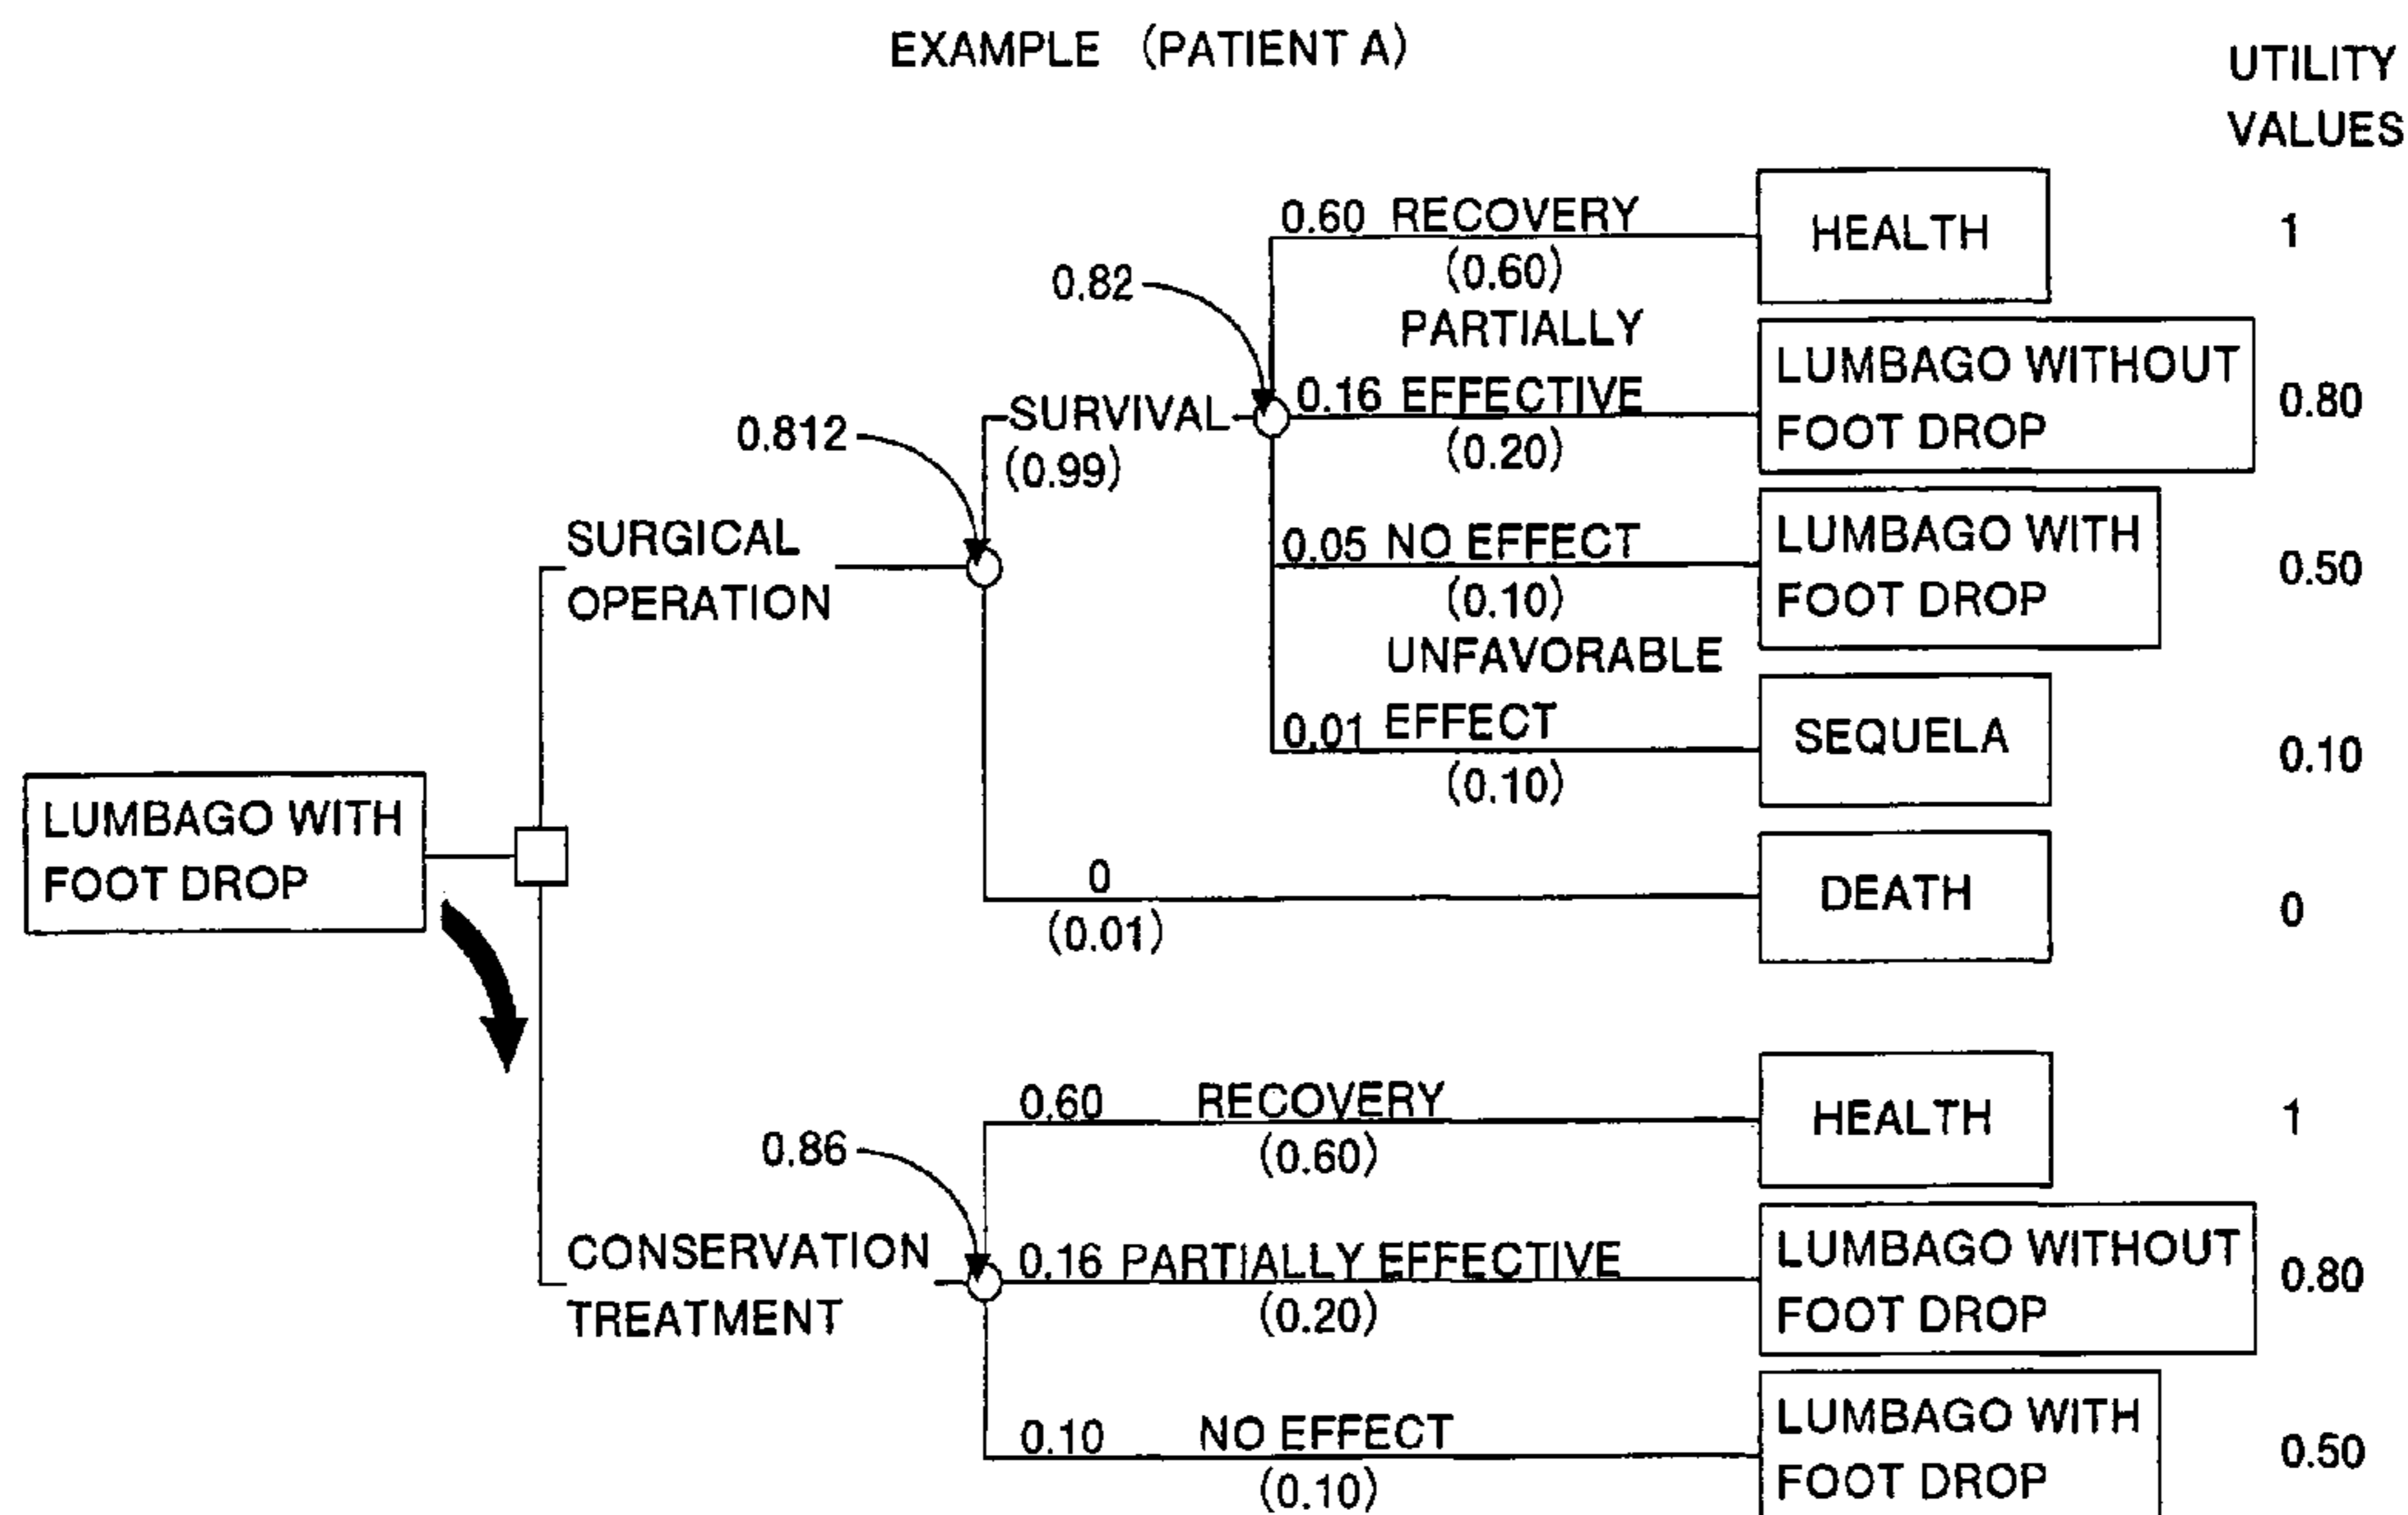 EXAMPLE (PATIENT A)
UTILITY
VALUES
0.60 RECOVERY
(0.60)
HEALTH
1
0.82
PARTIALLY
0.16 EFFECTIVE
(0.20)
LUMBAGO WITHOUT
FOOT DROP
0.80
0.812
SURVIVAL
(0.99)
0.05 NO EFFECT
(0.10)
LUMBAGO WITH
FOOT DROP
0.50
SURGICAL
OPERATION
UNFAVORABLE
0.01 EFFECT
(0.10)
SEQUELA
0.10
LUMBAGO WITH
FOOT DROP
0
(0.01)
DEATH
0
0.60 RECOVERY
(0.60)
HEALTH
1
0.86
CONSERVATION
TREATMENT
0.16 PARTIALLY EFFECTIVE
(0.20)
LUMBAGO WITHOUT
FOOT DROP
0.80
0.10 NO EFFECT
(0.10)
LUMBAGO WITH
FOOT DROP
0.50